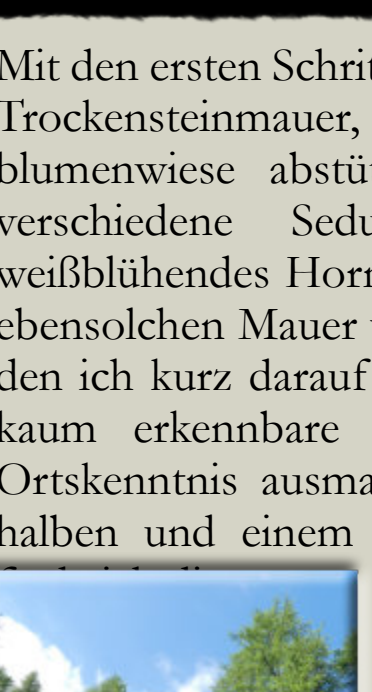 Mit den ersten Schrit
Trockensteinmauer,
blumenwiese abstüt
verschiedene Sedu
weißblühendes Horn
ebensolchen Mauer
den ich kurz darauf
kaum erkennbare
Ortskenntnis ausma
halben und einem